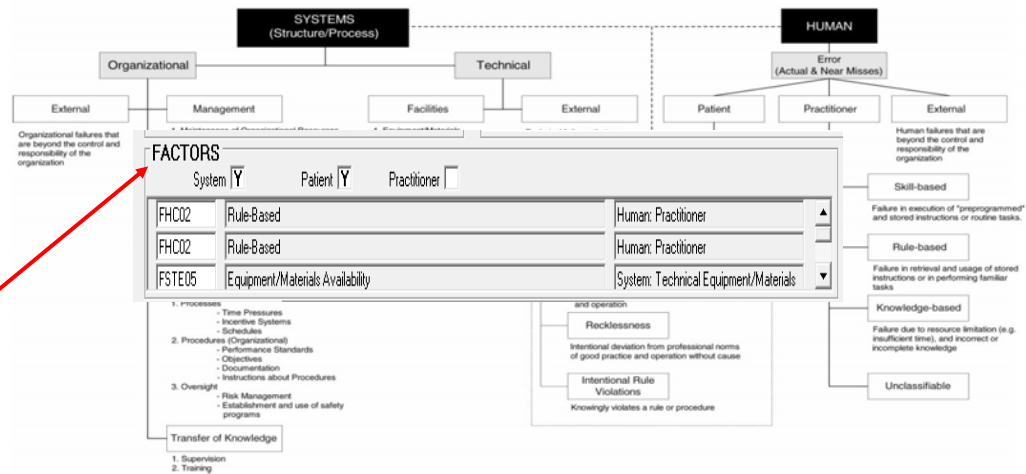 SYSTEMS
(Structure/Process)
HUMAN
Organizational
Technical
Error
(Actual & Near Misses)
External
Management
Facilities
External
Patient
Practitioner
External
Organizational failures that
are beyond the control and
responsibility of the
organization
Human failures that are
beyond the control and
responsibility of the
organization
FACTORS
System Y
Patient Y
Practitioner
FHC02 Rule-Based Human: Practitioner
FHC02 Rule-Based Human: Practitioner
FSTE05 Equipment/Materials Availability System: Technical Equipment/Materials
Skill-based
Failure in execution of "preprogrammed"
and stored instructions or routine tasks.
Rule-based
Failure in retrieval and usage of stored
instructions or in performing familiar
tasks
Knowledge-based
Failure due to resource limitation (e.g.
insufficient time), and incorrect or
incomplete knowledge
Unclassifiable
1. Processes
- Time Pressures
- Incentive Systems
- Schedules
2. Procedures (Organizational)
- Performance Standards
- Objectives
- Documentation
- Instructions about Procedures
3. Oversight
- Risk Management
- Establishment and use of safety
programs
Transfer of Knowledge
1. Supervision
2. Training
and operation
Recklessness
Intentional deviation from professional norms
of good practice and operation without cause
Intentional Rule
Violations
Knowingly violates a rule or procedure